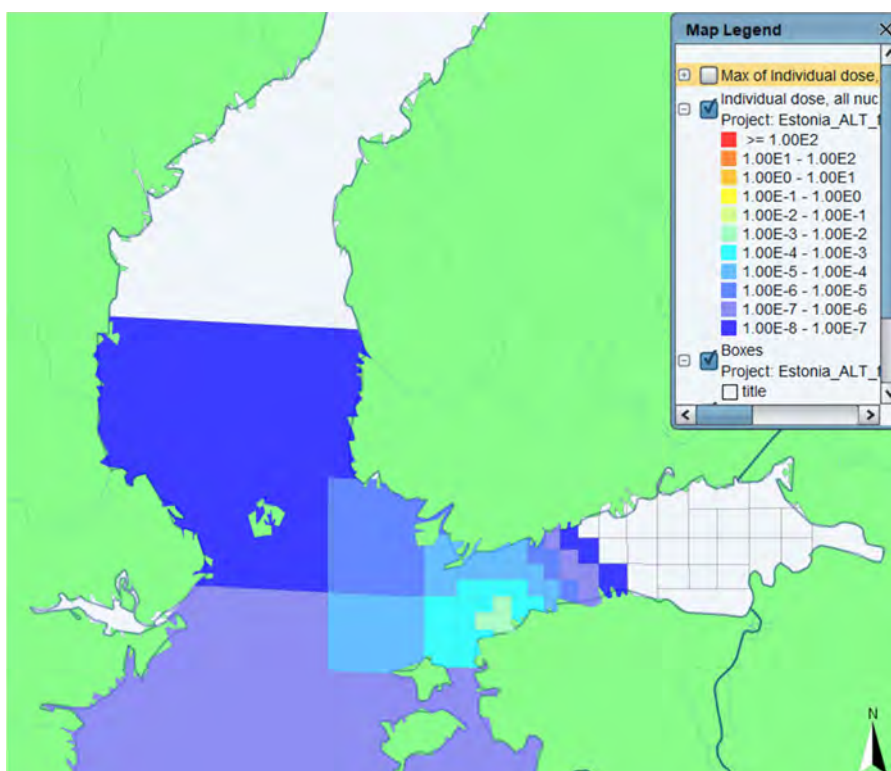 Map Legend
Max of Individual dose,
Individual dose, all nuc
Project: Estonia_ALT_f
>= 1.00E2
1.00E1 - 1.00E2
1.00E0 - 1.00E1
1.00E-1 - 1.00E0
1.00E-2 - 1.00E-1
1.00E-3 - 1.00E-2
1.00E-4 - 1.00E-3
1.00E-5 - 1.00E-4
1.00E-6 - 1.00E-5
1.00E-7 - 1.00E-6
1.00E-8 - 1.00E-7
Boxes
Project: Estonia_ALT_f
title
N